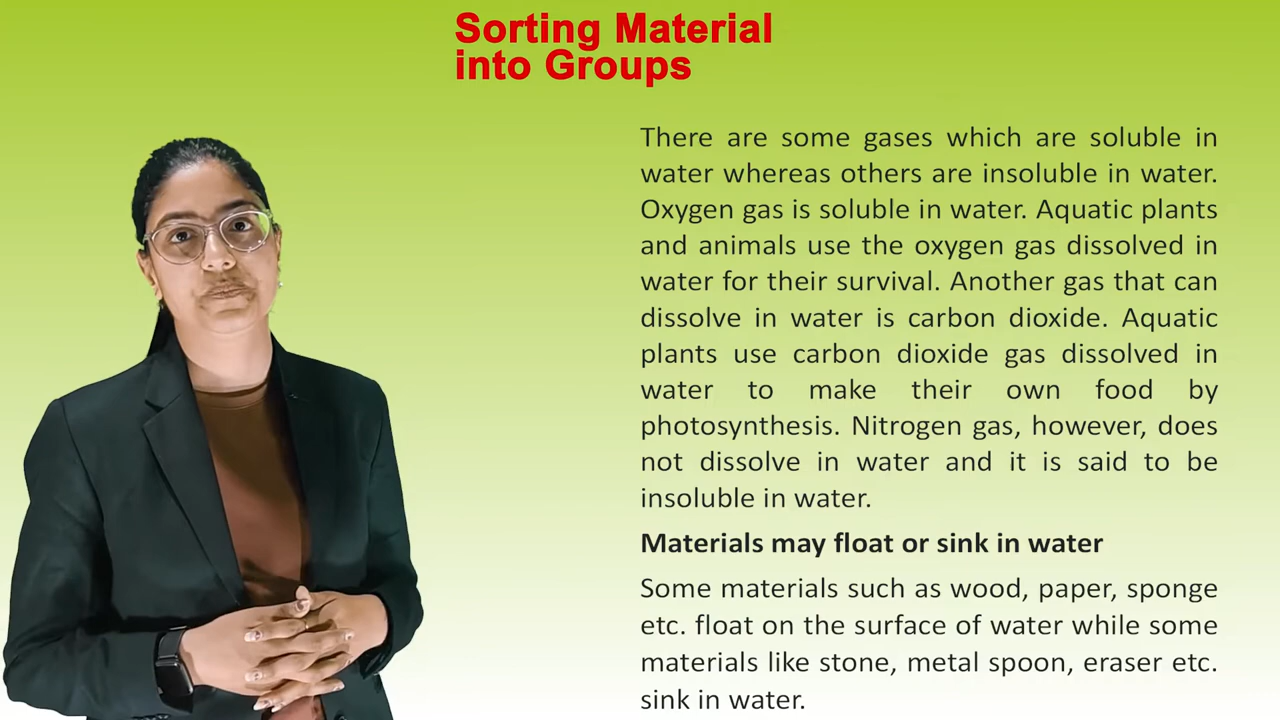 Sorting Material
into Groups
There are some gases which are soluble in
water whereas others are insoluble in water.
Oxygen gas is soluble in water. Aquatic plants
and animals use the oxygen gas dissolved in
water for their survival. Another gas that can
dissolve in water is carbon dioxide. Aquatic
plants use carbon dioxide gas dissolved in
water to make their own food by
photosynthesis. Nitrogen gas, however, does
not dissolve in water and it is said to be
insoluble in water.
Materials may float or sink in water
Some materials such as wood, paper, sponge
etc. float on the surface of water while some
materials like stone, metal spoon, eraser etc.
sink in water.